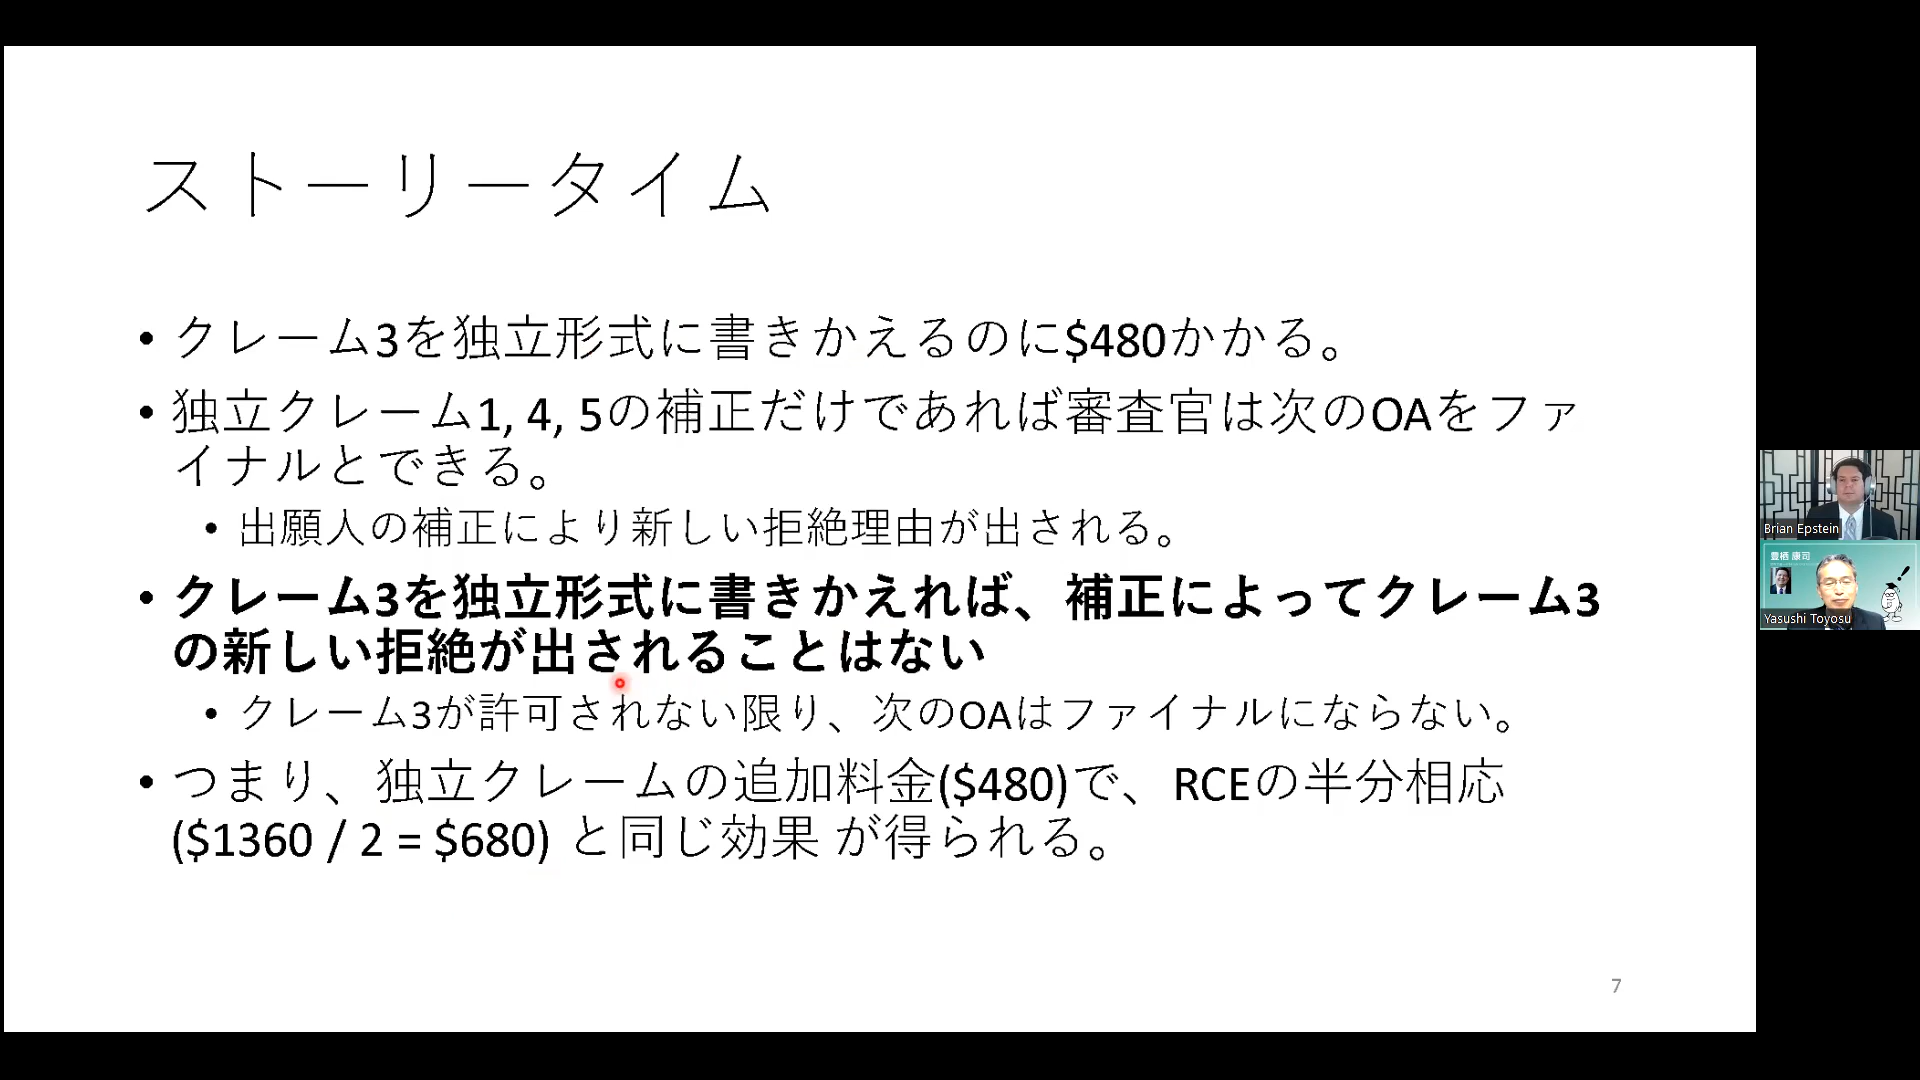 ストーリータイム
• クレーム3を独立形式に書きかえるのに$480かかる。
• 独立クレーム1, 4, 5の補正だけであれば審査官は次のOAをファ
イナルとできる。
• 出願人の補正により新しい拒絶理由が出される。
• クレーム3を独立形式に書きかえれば、補正によってクレーム3
の新しい拒絶が出されることはない
• クレーム3が許可されない限り、次のOAはファイナルにならない。
• つまり、独立クレームの追加料金($480)で、RCEの半分相応
($1360 / 2 = $680) と同じ効果 が得られる。
7
Brian Epstein
豊栖 康司
Yasushi Toyosu